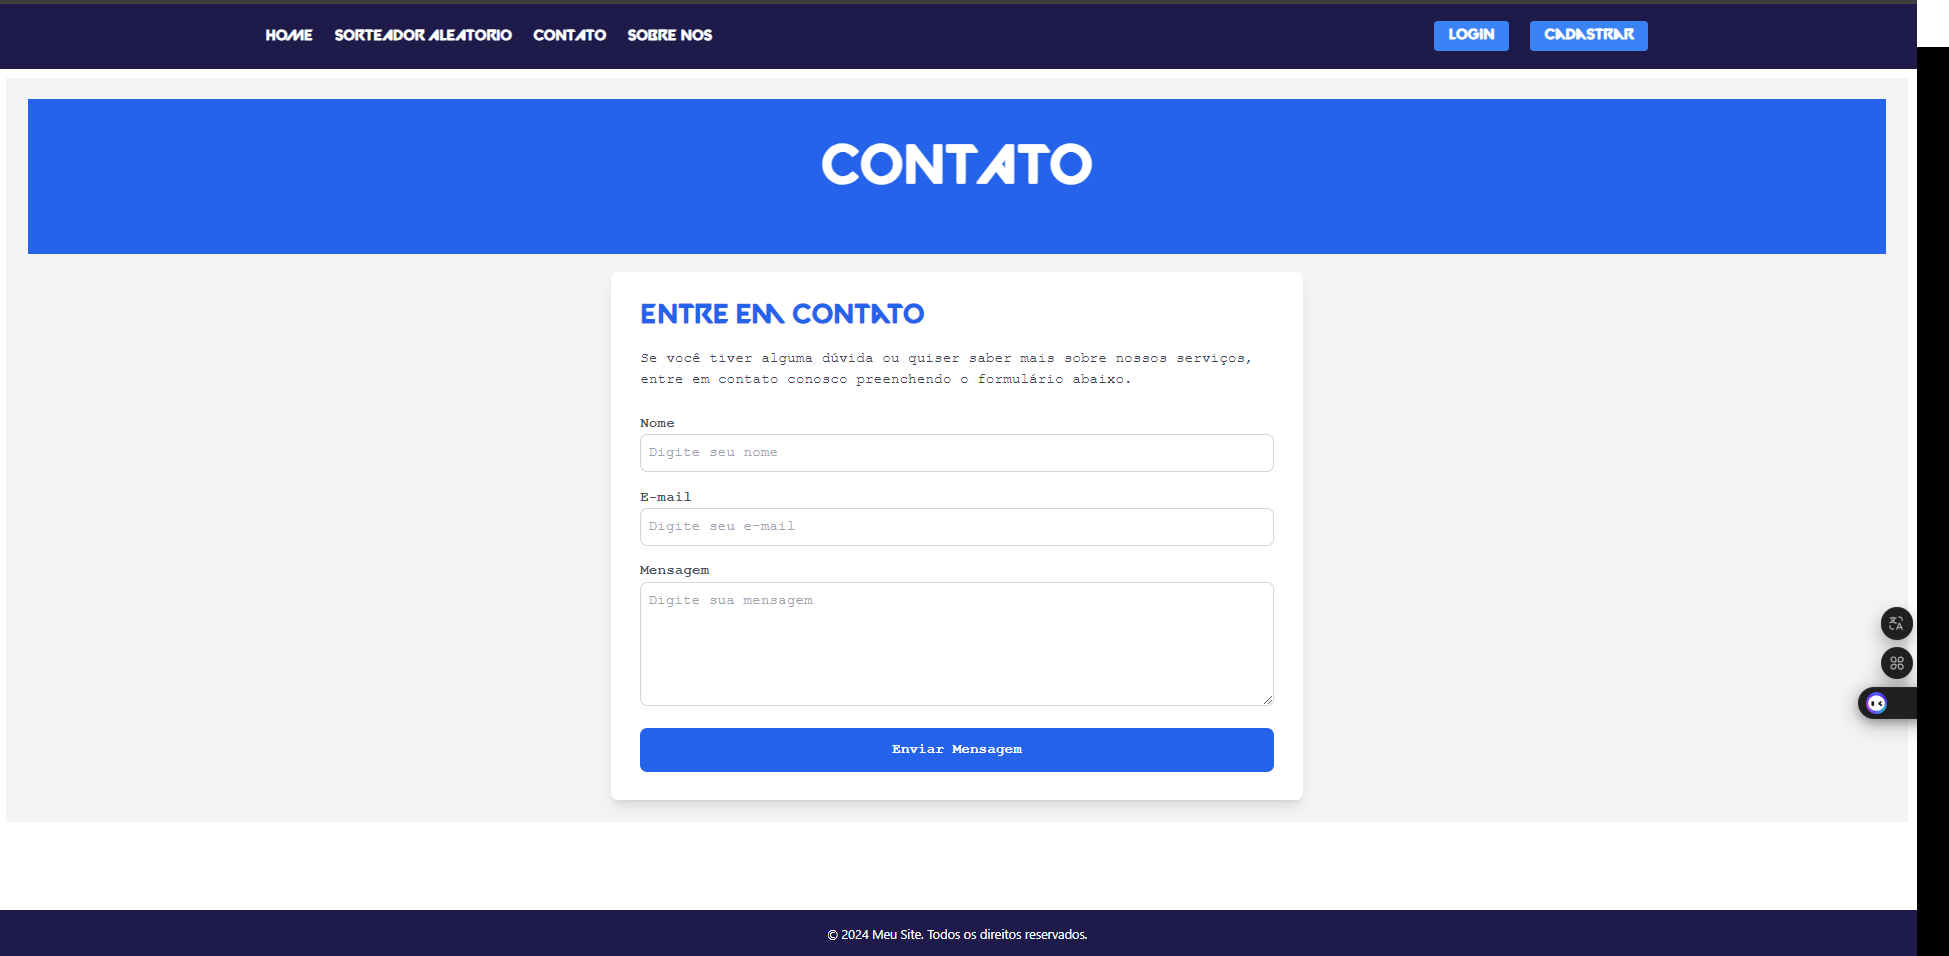 HOME SORTEADOR ALEATORIO CONTATO SOBRE NOS LOGIN CADASTRAR
CONTATO
ENTRE EM CONTATO
Se você tiver alguma dúvida ou quiser saber mais sobre nossos serviços,
entre em contato conosco preenchendo o formulário abaixo.
Nome
Digite seu nome
E-mail
Digite seu e-mail
Mensagem
Digite sua mensagem
Enviar Mensagem
© 2024 Meu Site. Todos os direitos reservados.